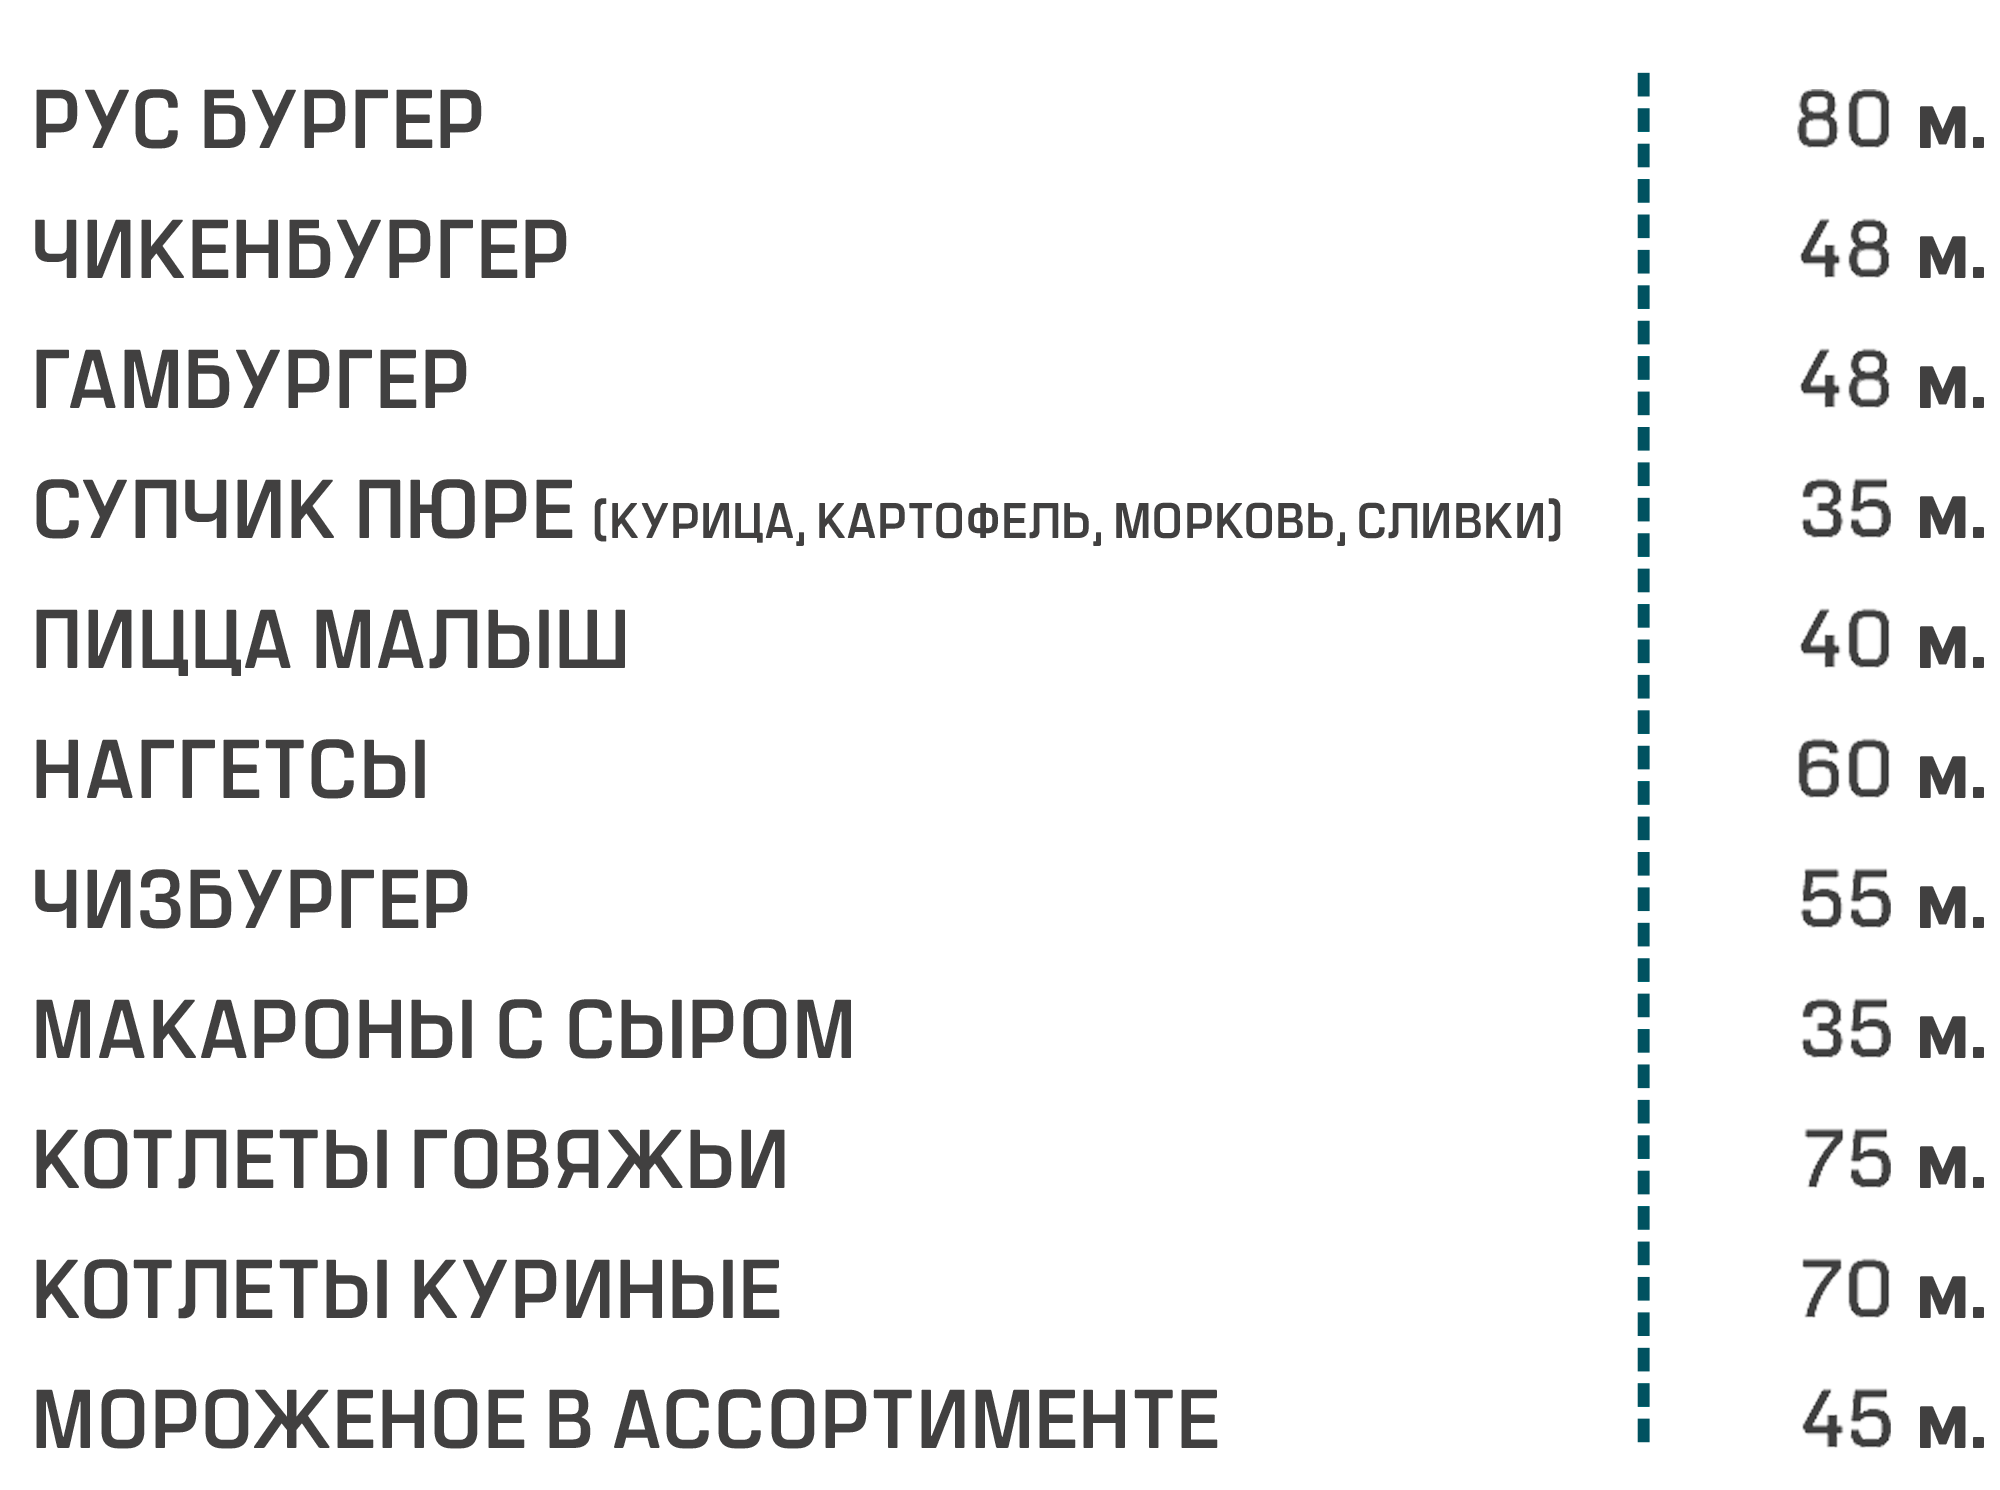 РУС БУРГЕР 80 м.
ЧИКЕНБУРГЕР 48 м.
ГАМБУРГЕР 48 м.
СУПЧИК ПЮРЕ (КУРИЦА, КАРТОФЕЛЬ, МОРКОВЬ, СЛИВКИ) 35 м.
ПИЦЦА МАЛЫШ 40 м.
НАГГЕТСЫ 60 м.
ЧИЗБУРГЕР 55 м.
МАКАРОНЫ С СЫРОМ 35 м.
КОТЛЕТЫ ГОВЯЖЬИ 75 м.
КОТЛЕТЫ КУРИНЫЕ 70 м.
МОРОЖЕНОЕ В АССОРТИМЕНТЕ 45 м.